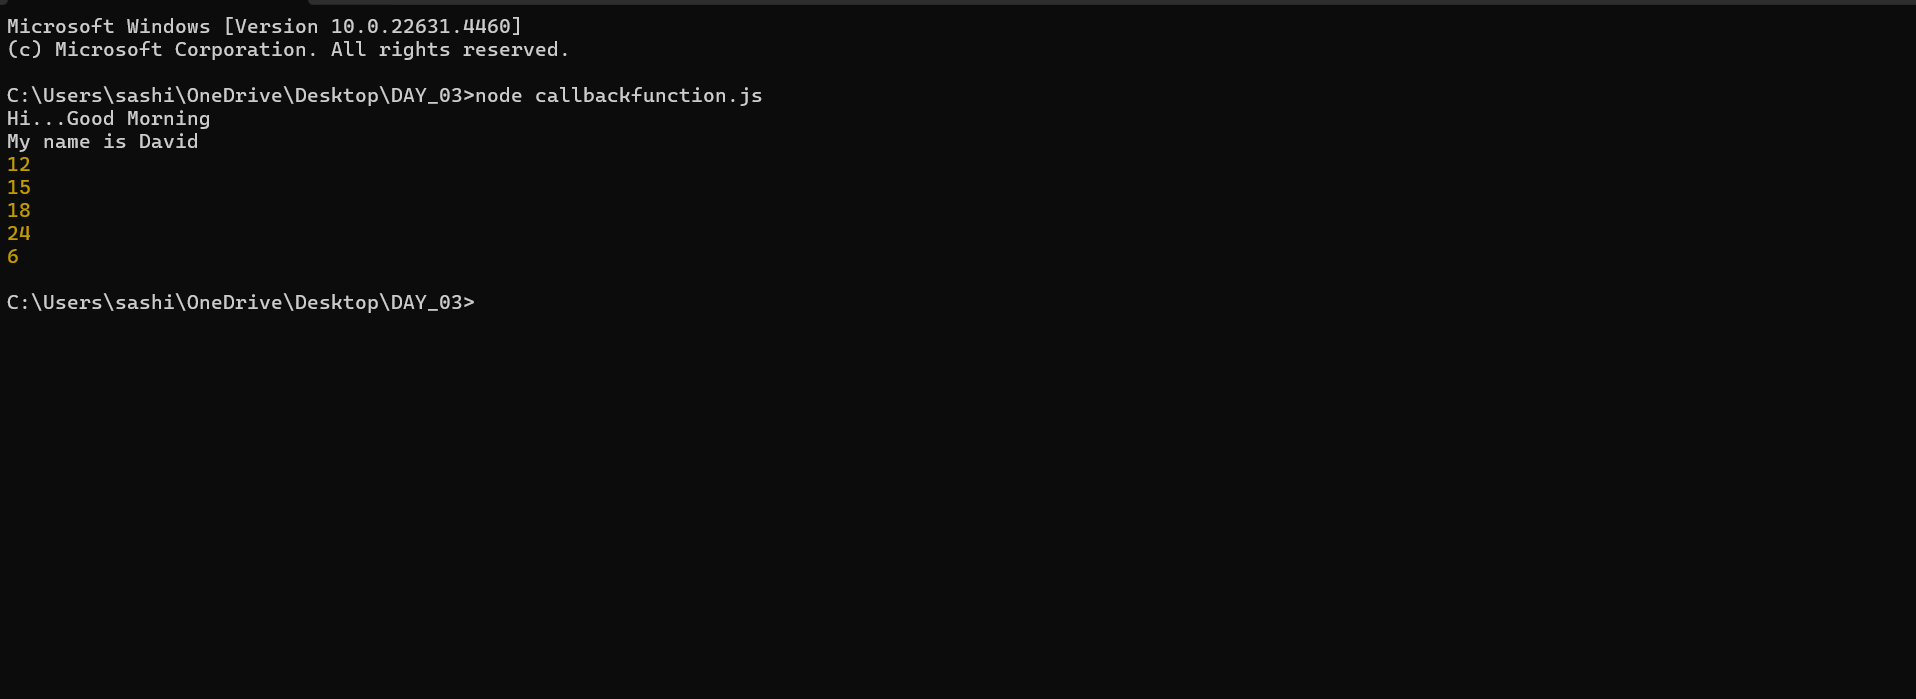 Microsoft Windows [Version 10.0.22631.4460]
(c) Microsoft Corporation. All rights reserved.
C:\Users\sashi\OneDrive\Desktop\DAY_03>node callbackfunction.js
Hi...Good Morning
My name is David
12
15
18
24
6
C:\Users\sashi\OneDrive\Desktop\DAY_03>